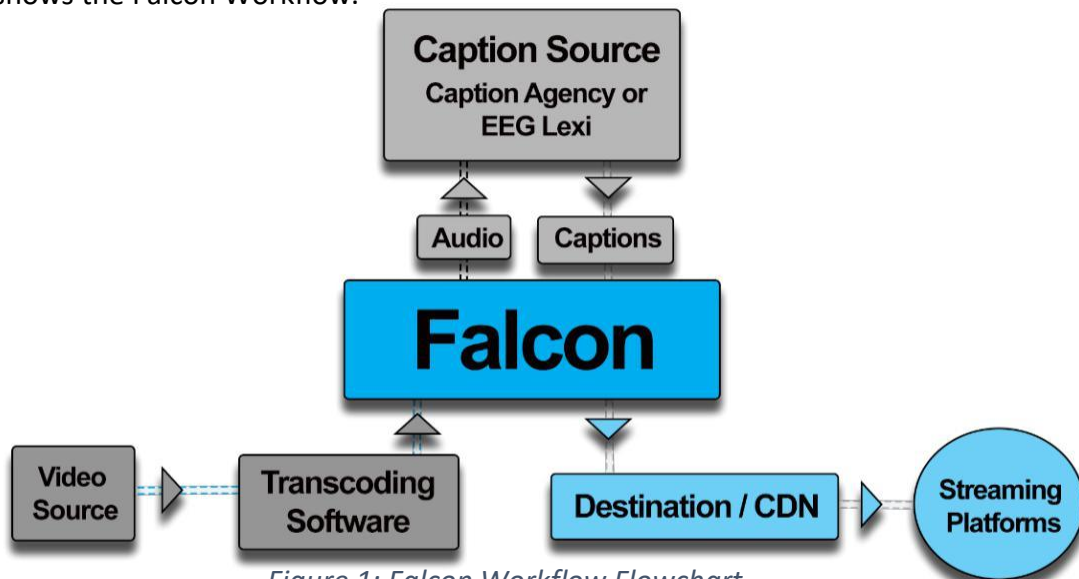 shows the Falcon Workflow.
Caption Source
Caption Agency or
EEG Lexi
Audio
Captions
Falcon
Video
Source
Transcoding
Software
Destination / CDN
Streaming
Platforms
Figure 1: Falcon Workflow Flowchart